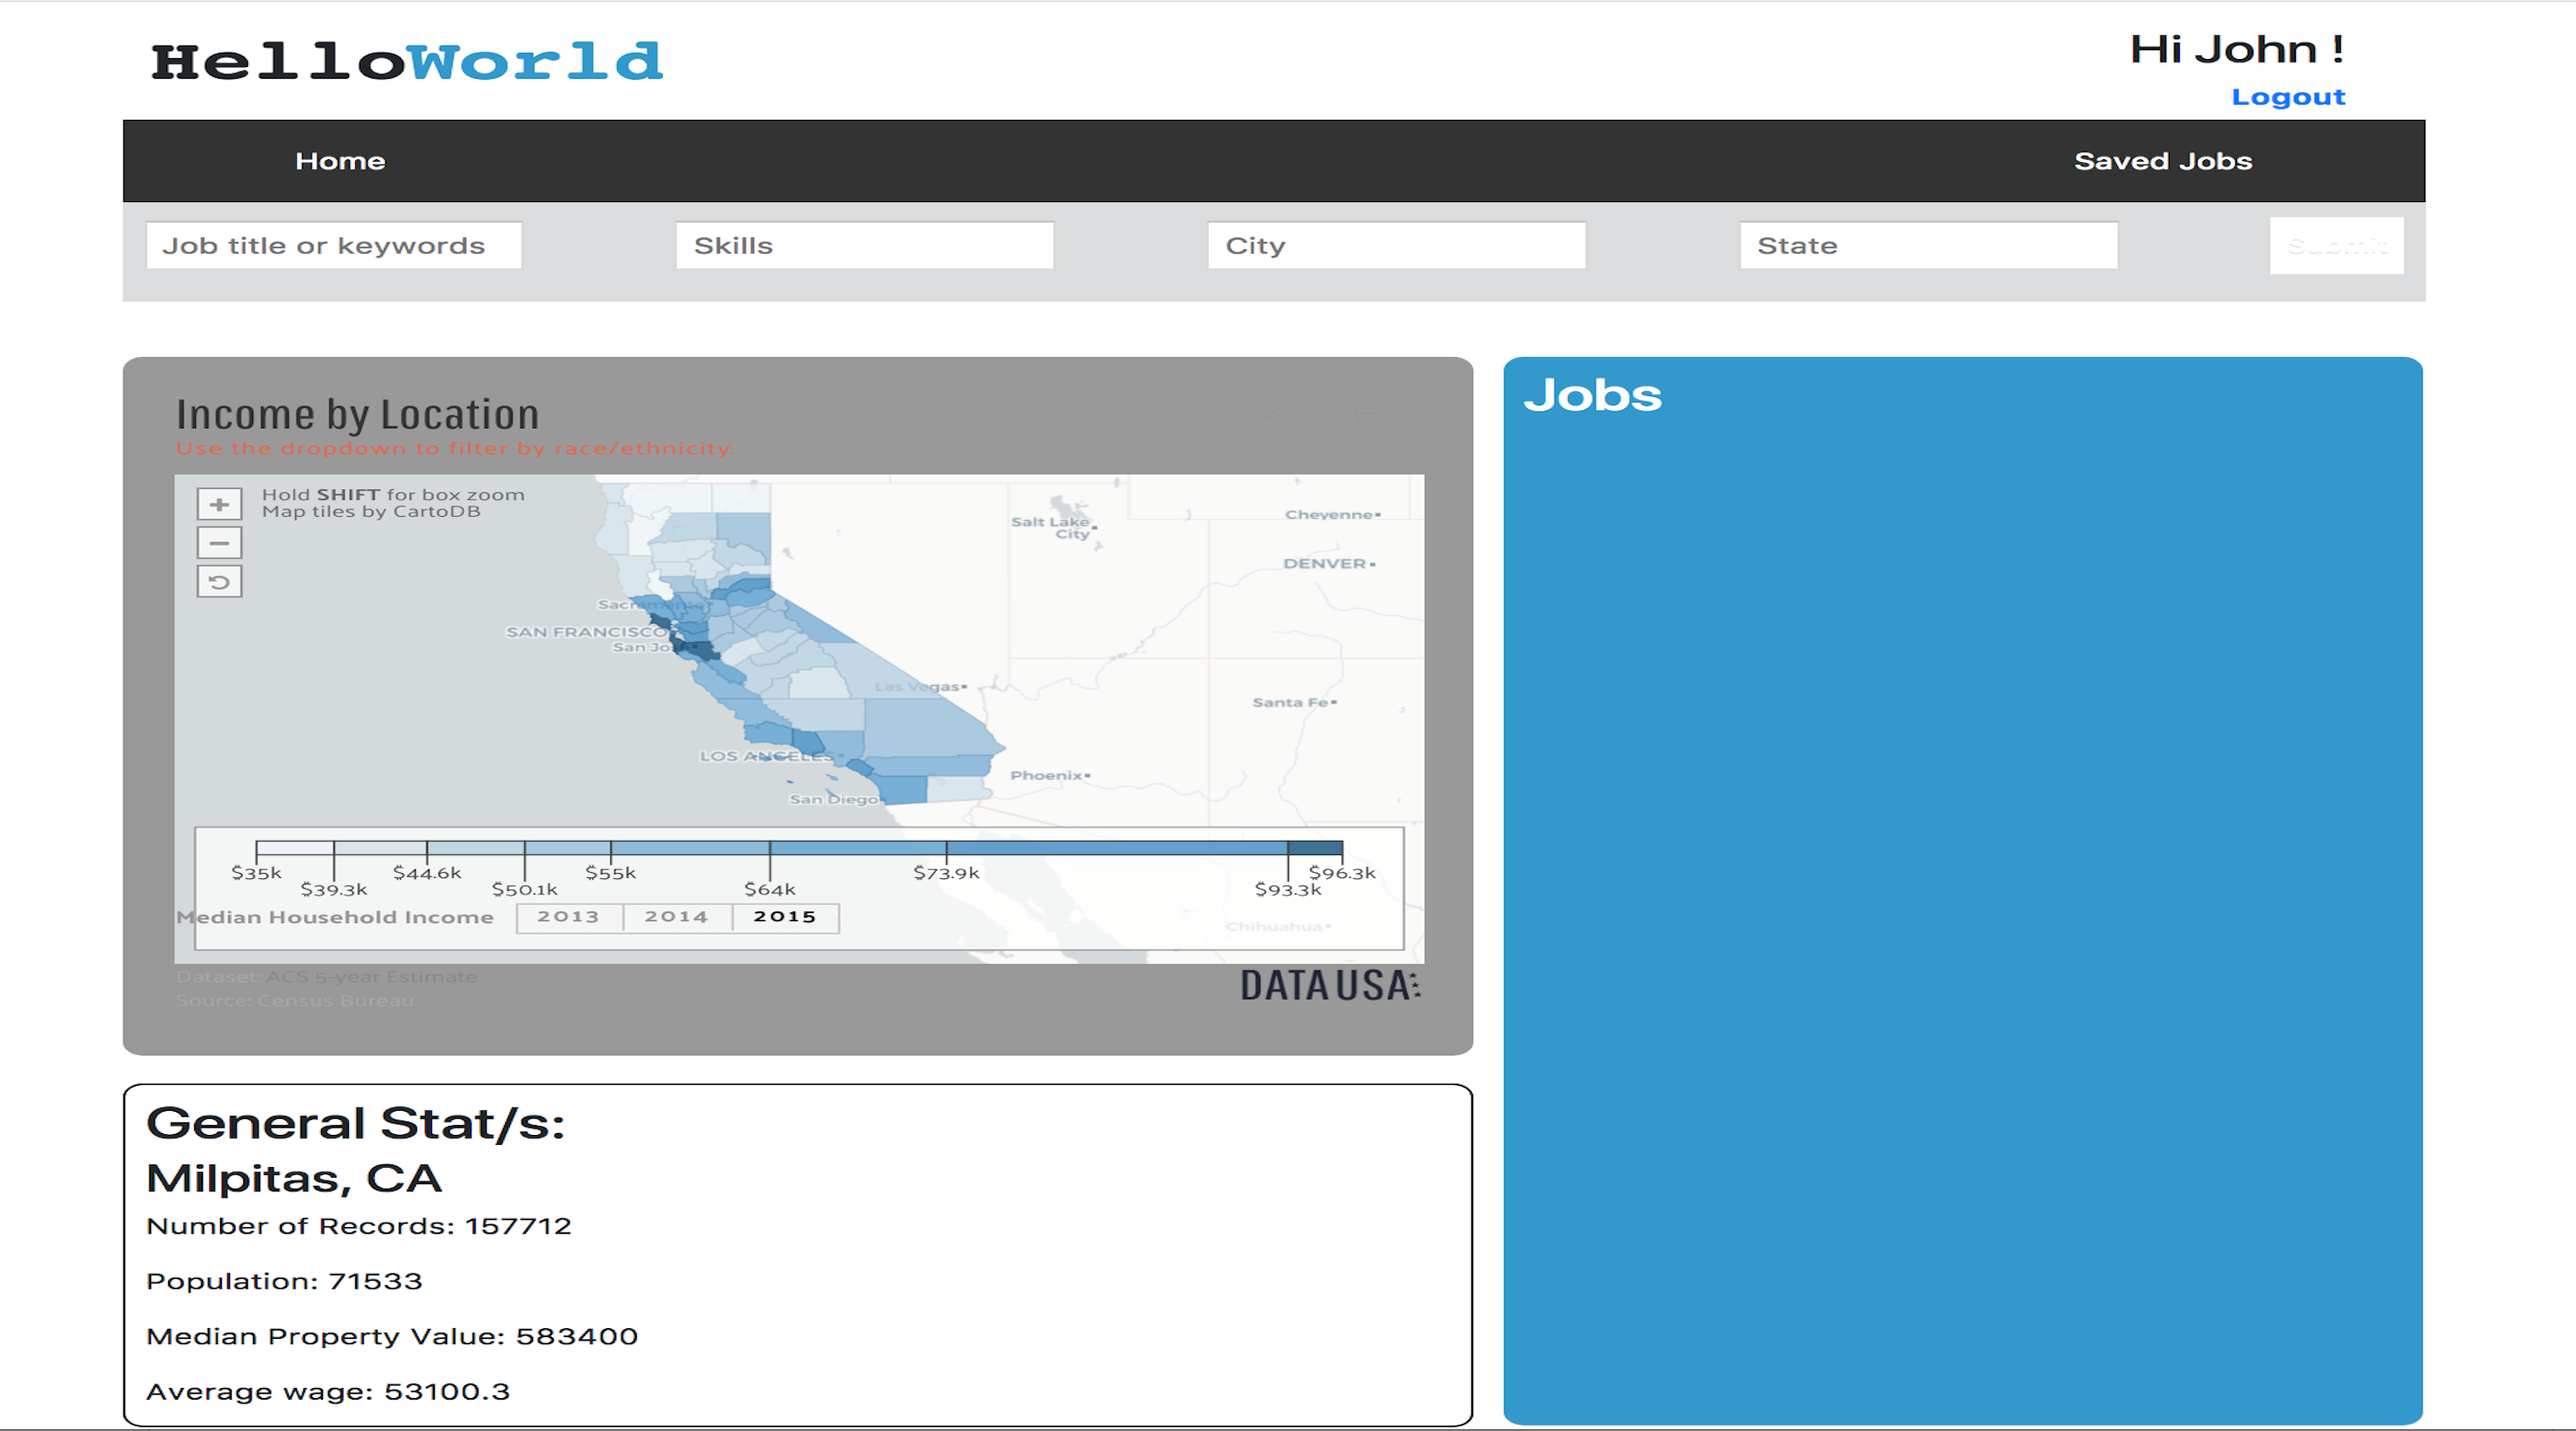 HelloWorld
Hi John !
Logout
Home
Saved Jobs
Job title or keywords
Skills
City
State
Submit
Income by Location
Use the dropdown to filter by race/ethnicity.
+
Hold SHIFT for box zoom
Map tiles by CartoDB
−
Salt Lake
City
Cheyenne
DENVER
Sacramento
SAN FRANCISCO
San Jo
Las Vegas
Santa Fe
LOS ANGELES
Phoenix
San Diego
$35k
$39.3k
$44.6k
$50.1k
$55k
$64k
$73.9k
$93.3k
$96.3k
Median Household Income
2013
2014
2015
Chihuahua
Dataset: ACS 5-year Estimate
Source: Census Bureau
DATA USA
Jobs
General Stat/s:
Milpitas, CA
Number of Records: 157712
Population: 71533
Median Property Value: 583400
Average wage: 53100.3